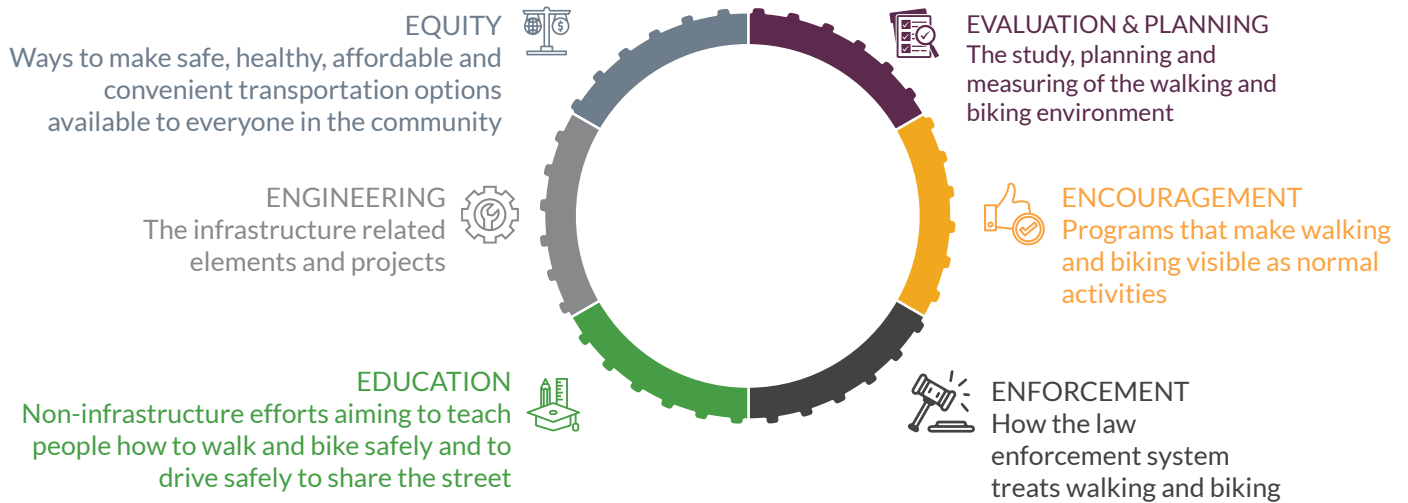 EQUITY
Ways to make safe, healthy, affordable and
convenient transportation options
available to everyone in the community
EVALUATION & PLANNING
The study, planning and
measuring of the walking and
biking environment
ENGINEERING
The infrastructure related
elements and projects
ENCOURAGEMENT
Programs that make walking
and biking visible as normal
activities
EDUCATION
Non-infrastructure efforts aiming to teach
people how to walk and bike safely and to
drive safely to share the street
ENFORCEMENT
How the law
enforcement system
treats walking and biking